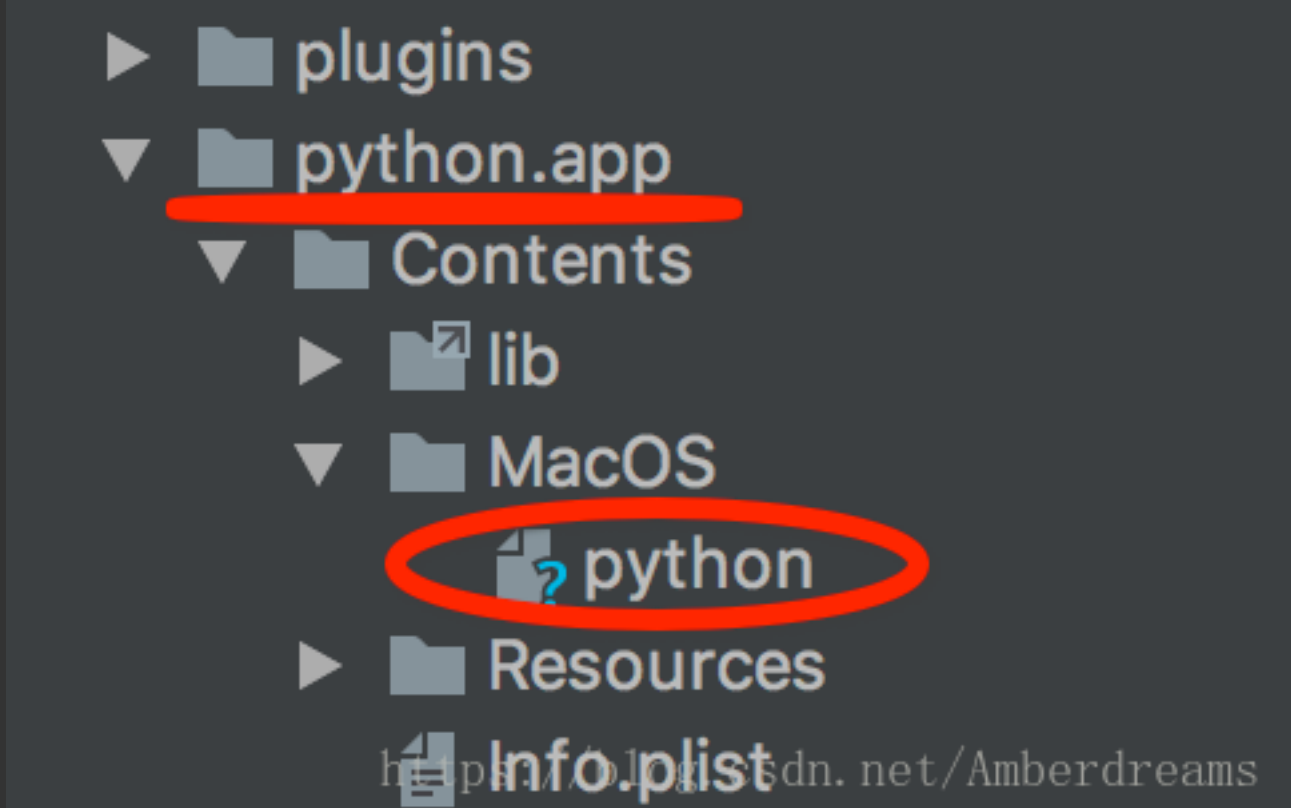 plugins
python.app
Contents
lib
MacOS
python
Resources
Info.plist
https://blog.csdn.net/Amberdreams